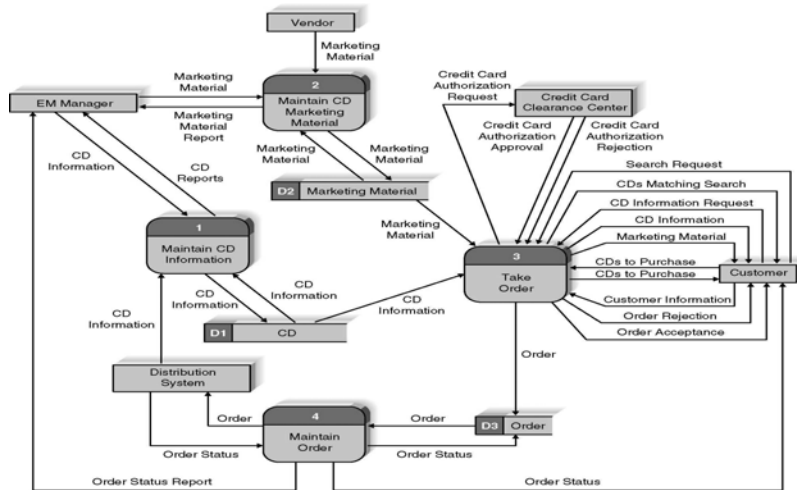 Vendor
Marketing
Material
2
Maintain CD
Marketing
Material
EM Manager
Marketing
Material
Marketing
Material
Report
Credit Card
Authorization
Request
Credit Card
Clearance Center
Credit Card
Authorization
Approval
Credit Card
Authorization
Rejection
CD
Information
CD
Reports
Marketing
Material
Marketing
Material
D2 Marketing Material
Marketing
Material
Search Request
CDs Matching Search
CD Information Request
CD Information
Marketing Material
CDs to Purchase
CDs to Purchase
Customer
Customer Information
Order Rejection
Order Acceptance
1
Maintain CD
Information
3
Take
Order
CD
Information
CD
Information
CD
Information
CD
Information
D1 CD
Distribution
System
Order
Order
Order
D3 Order
4
Maintain
Order
Order Status
Order Status
Order Status Report
Order Status